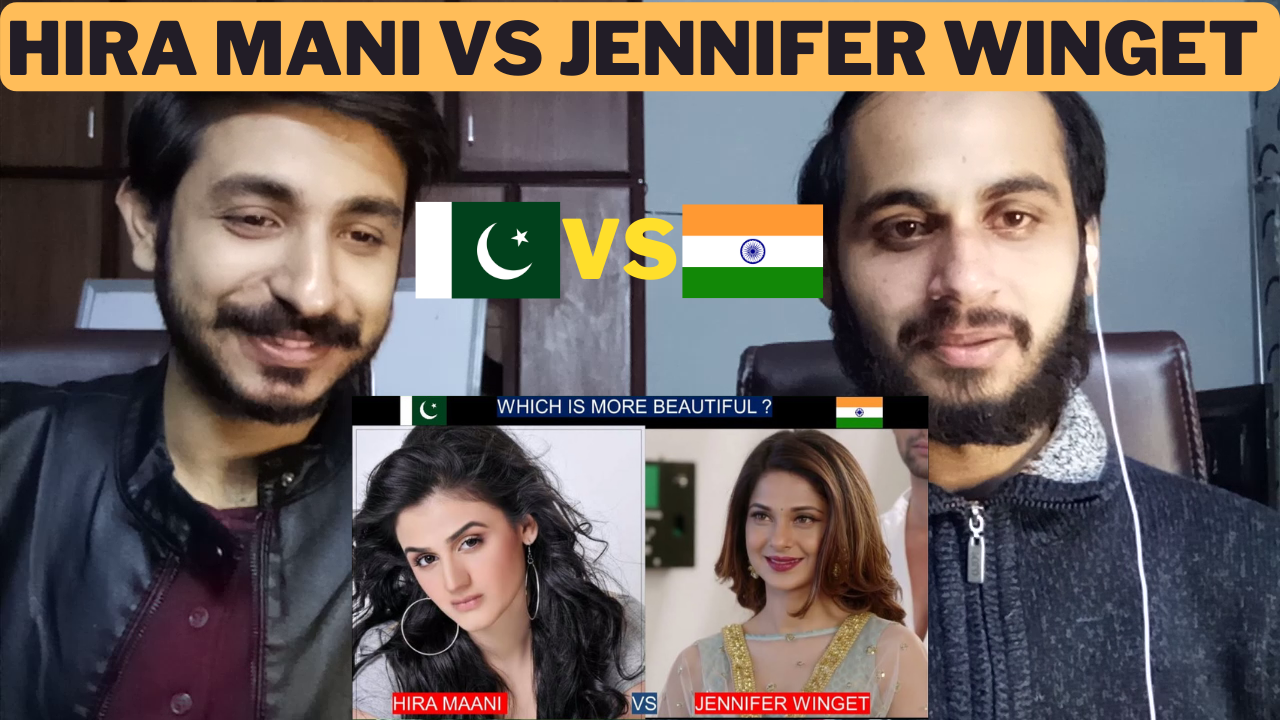 HIRA MANI VS JENNIFER WINGET
VS
WHICH IS MORE BEAUTIFUL ?
HIRA MAANI VS JENNIFER WINGET